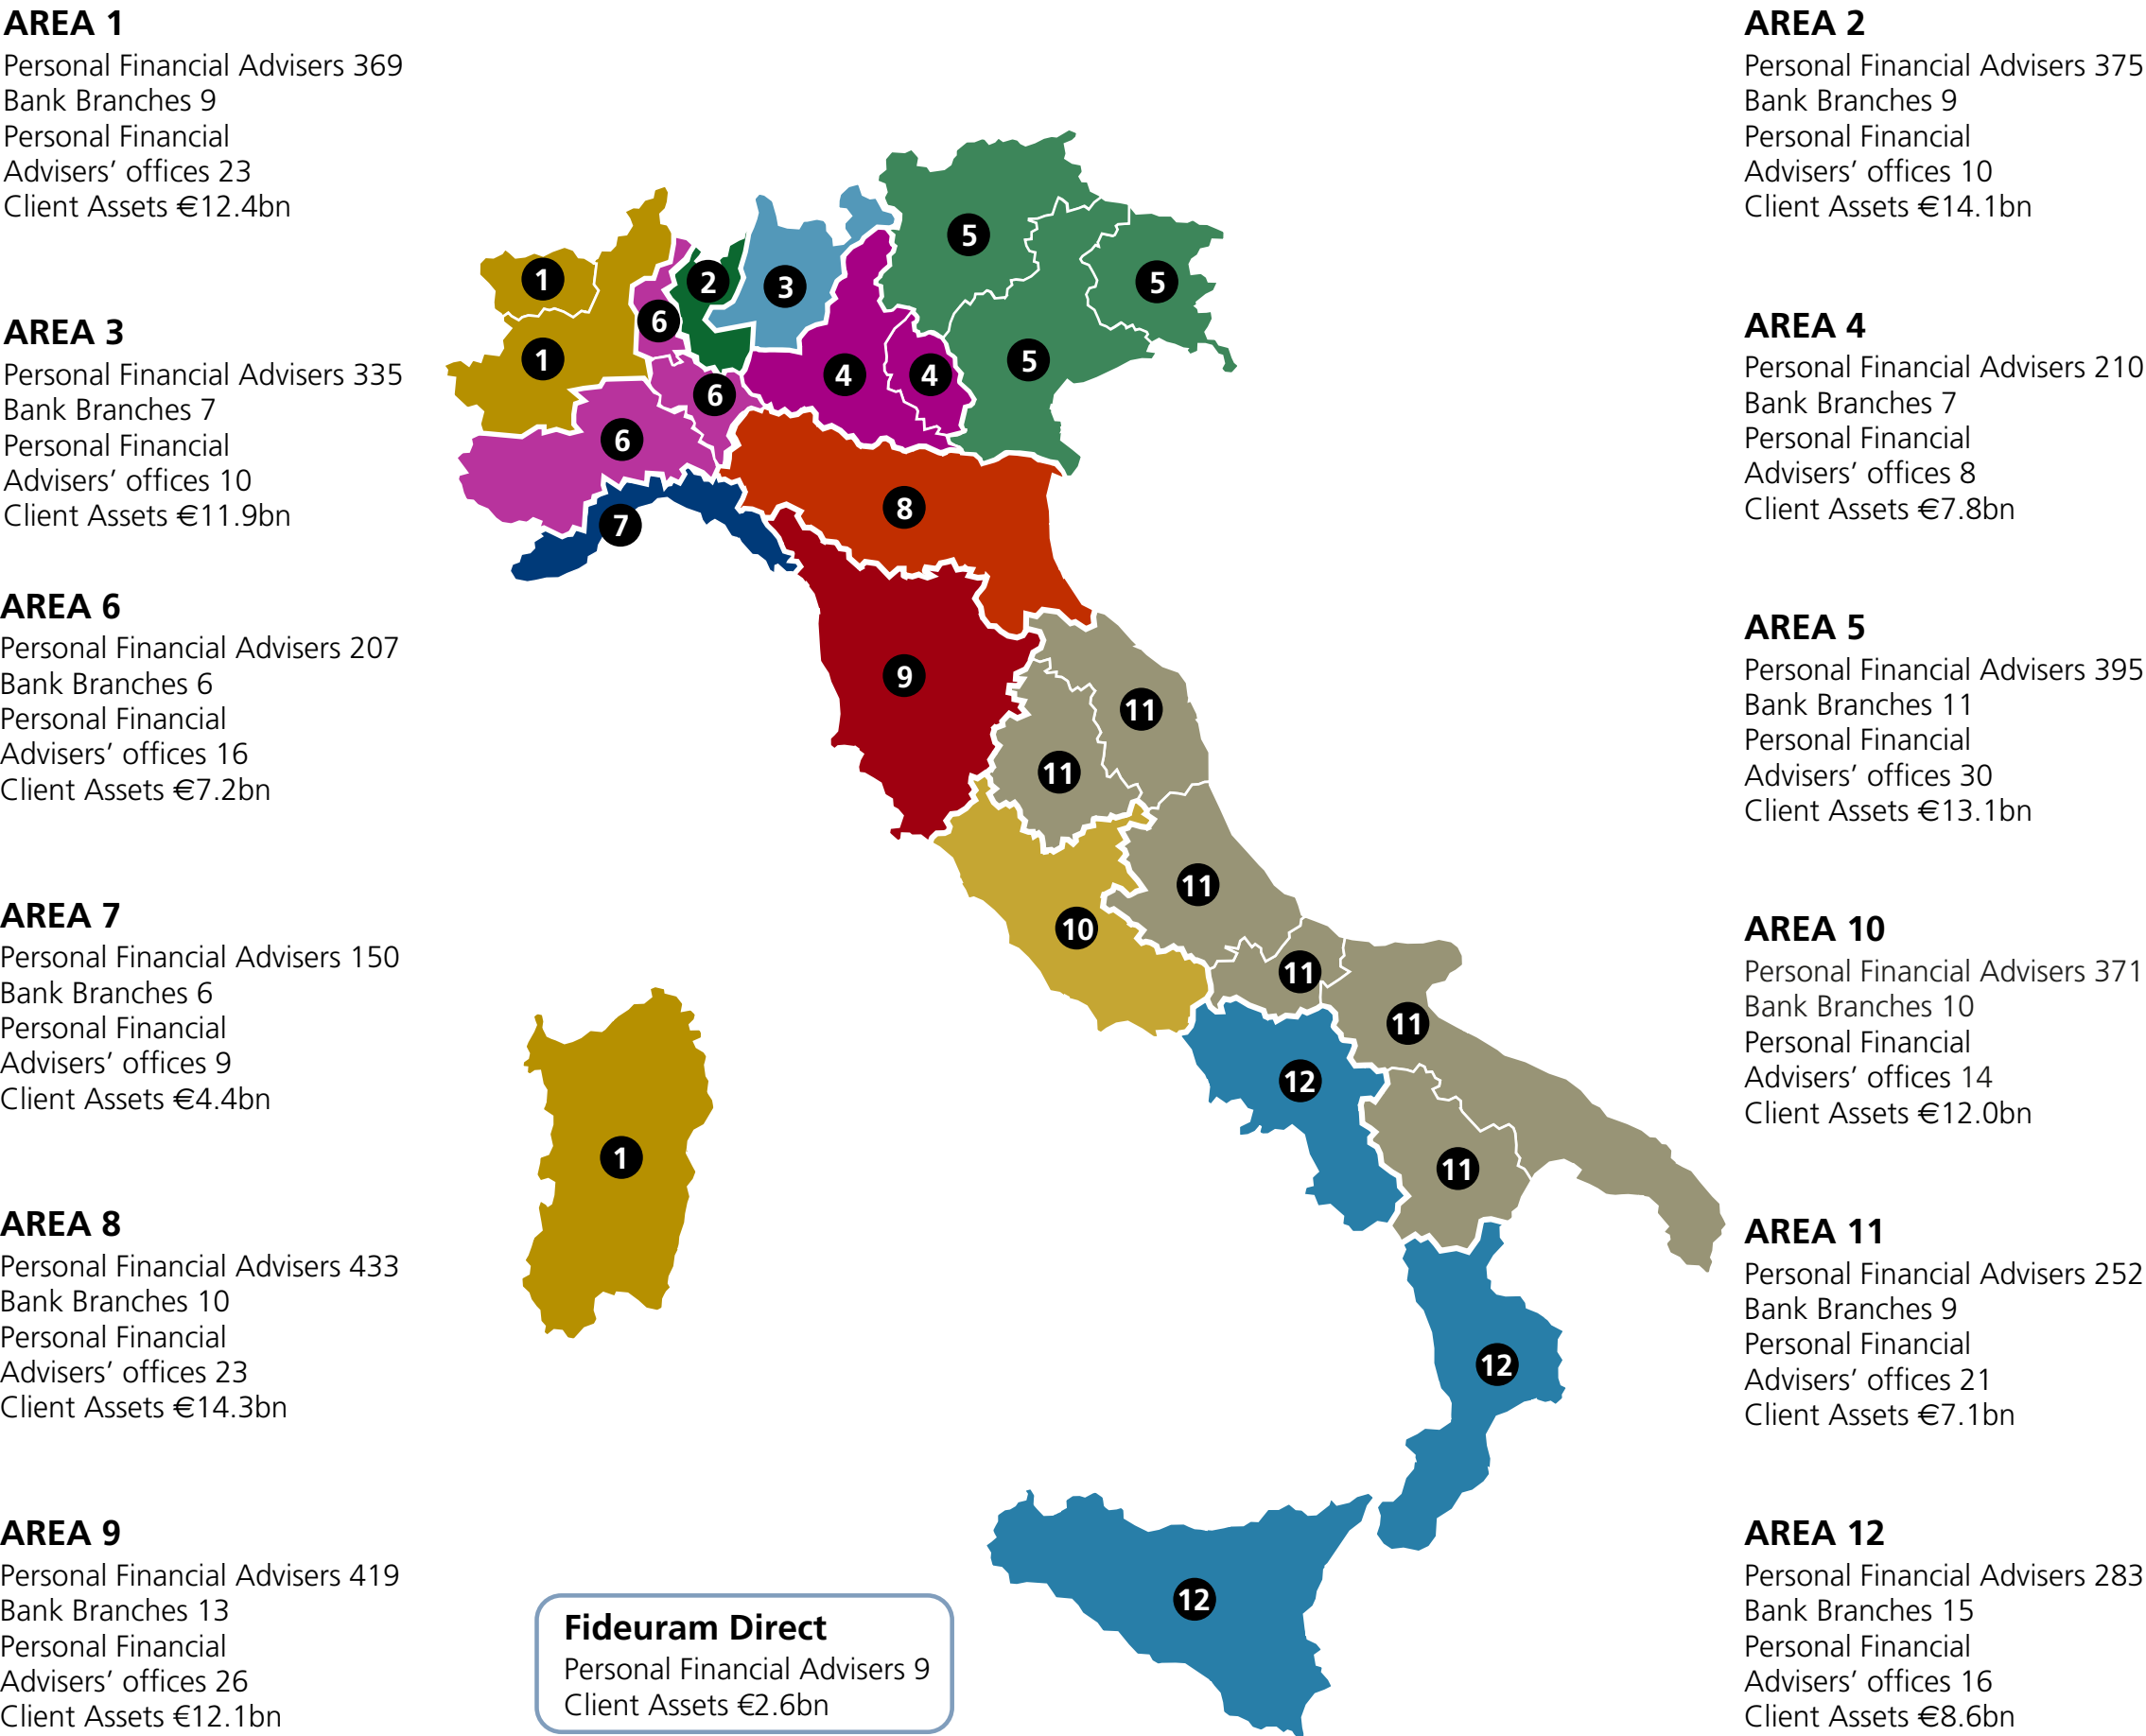 AREA 1
Personal Financial Advisers 369
Bank Branches 9
Personal Financial
Advisers’ offices 23
Client Assets €12.4bn
AREA 3
Personal Financial Advisers 335
Bank Branches 7
Personal Financial
Advisers’ offices 10
Client Assets €11.9bn
AREA 6
Personal Financial Advisers 207
Bank Branches 6
Personal Financial
Advisers’ offices 16
Client Assets €7.2bn
AREA 7
Personal Financial Advisers 150
Bank Branches 6
Personal Financial
Advisers’ offices 9
Client Assets €4.4bn
AREA 8
Personal Financial Advisers 433
Bank Branches 10
Personal Financial
Advisers’ offices 23
Client Assets €14.3bn
AREA 9
Personal Financial Advisers 419
Bank Branches 13
Personal Financial
Advisers’ offices 26
Client Assets €12.1bn
5
1
2
3
5
6
1
4
4
5
6
6
8
7
9
11
11
11
10
11
11
12
1
11
12
12
Fideuram Direct
Personal Financial Advisers 9
Client Assets €2.6bn
AREA 2
Personal Financial Advisers 375
Bank Branches 9
Personal Financial
Advisers’ offices 10
Client Assets €14.1bn
AREA 4
Personal Financial Advisers 210
Bank Branches 7
Personal Financial
Advisers’ offices 8
Client Assets €7.8bn
AREA 5
Personal Financial Advisers 395
Bank Branches 11
Personal Financial
Advisers’ offices 30
Client Assets €13.1bn
AREA 10
Personal Financial Advisers 371
Bank Branches 10
Personal Financial
Advisers’ offices 14
Client Assets €12.0bn
AREA 11
Personal Financial Advisers 252
Bank Branches 9
Personal Financial
Advisers’ offices 21
Client Assets €7.1bn
AREA 12
Personal Financial Advisers 283
Bank Branches 15
Personal Financial
Advisers’ offices 16
Client Assets €8.6bn